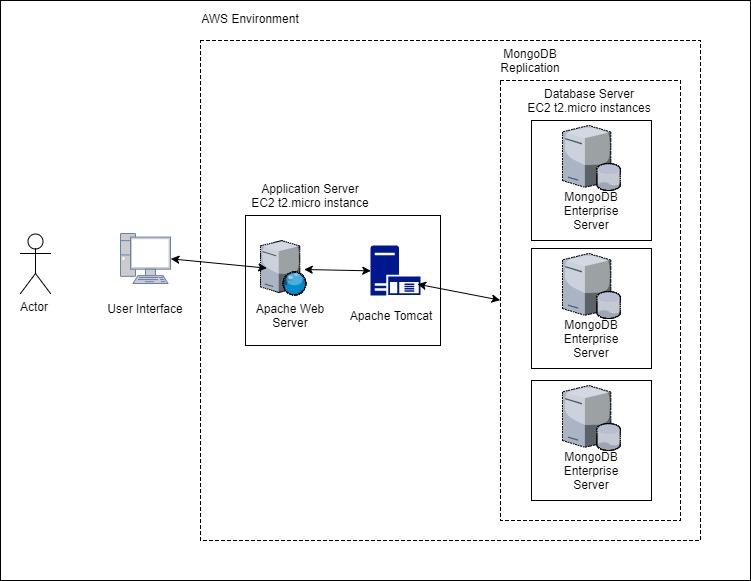 AWS Environment
MongoDB
Replication
Database Server
EC2 t2.micro instances
MongoDB
Enterprise
Server
Application Server
EC2 t2.micro instance
Actor
User Interface
Apache Web
Server
Apache Tomcat
MongoDB
Enterprise
Server
MongoDB
Enterprise
Server